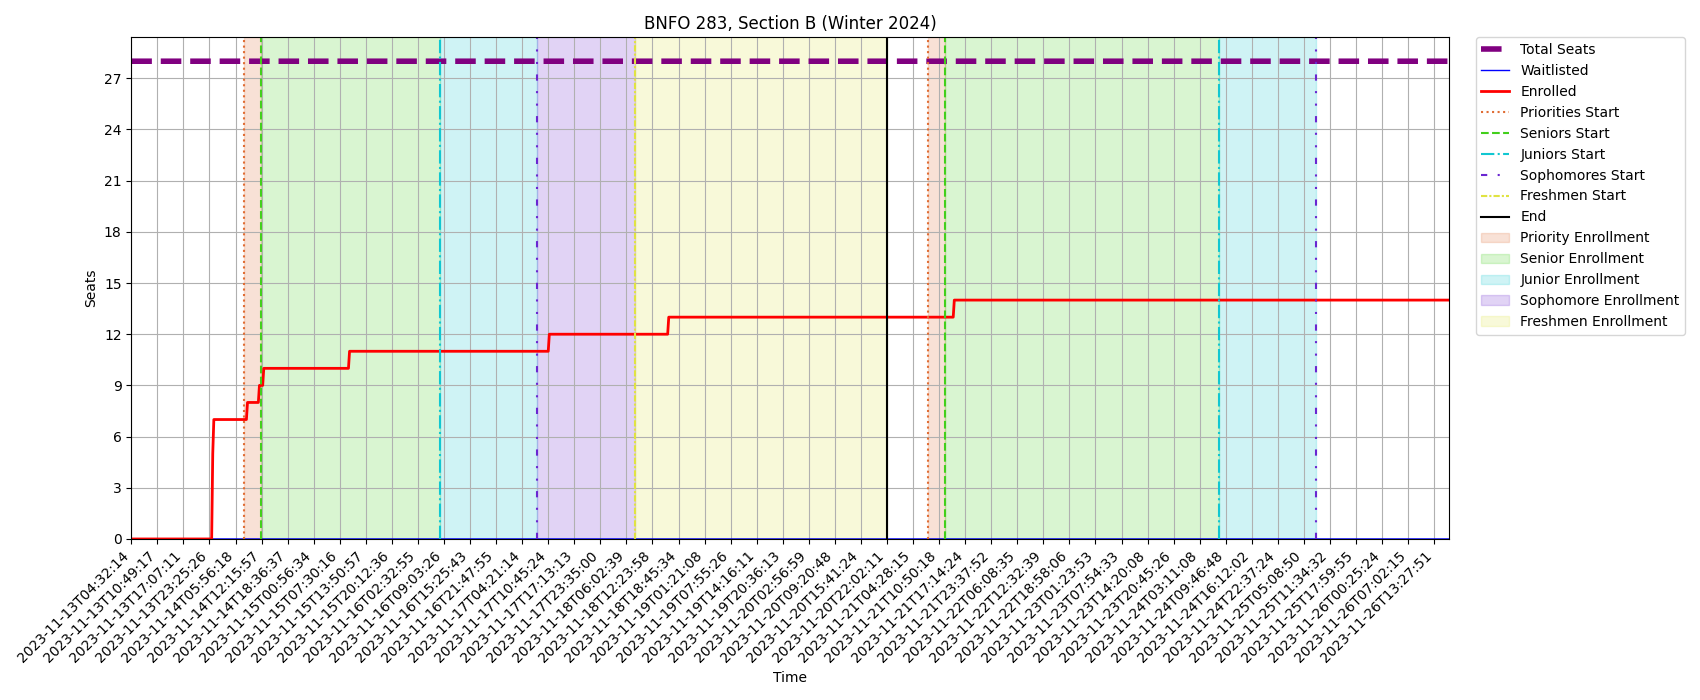 BNFO 283, Section B (Winter 2024)
Seats
27
24
21
18
15
12
9
6
3
0
2023-11-13T04:32:14
2023-11-13T10:49:17
2023-11-13T17:07:11
2023-11-13T23:25:26
2023-11-14T05:56:18
2023-11-14T12:15:57
2023-11-14T18:36:37
2023-11-15T00:56:34
2023-11-15T07:30:16
2023-11-15T13:50:57
2023-11-15T20:12:36
2023-11-16T02:32:55
2023-11-16T09:03:26
2023-11-16T15:25:43
2023-11-16T21:47:55
2023-11-17T04:21:14
2023-11-17T10:45:24
2023-11-17T17:13:13
2023-11-17T23:35:00
2023-11-18T06:02:39
2023-11-18T12:23:58
2023-11-18T18:45:34
2023-11-19T01:21:08
2023-11-19T07:55:26
2023-11-19T14:16:11
2023-11-19T20:36:13
2023-11-20T02:56:59
2023-11-20T09:20:48
2023-11-20T15:41:24
2023-11-20T22:02:11
2023-11-21T04:28:15
2023-11-21T10:50:18
2023-11-21T17:14:24
2023-11-21T23:37:52
2023-11-22T06:08:35
2023-11-22T12:32:39
2023-11-22T18:58:06
2023-11-23T01:23:53
2023-11-23T07:54:33
2023-11-23T14:20:08
2023-11-23T20:45:26
2023-11-24T03:11:08
2023-11-24T09:46:48
2023-11-24T16:12:02
2023-11-24T22:37:24
2023-11-25T05:08:50
2023-11-25T11:34:32
2023-11-25T17:59:55
2023-11-26T00:25:24
2023-11-26T07:02:15
2023-11-26T13:27:51
Time
Total Seats
Waitlisted
Enrolled
Priorities Start
Seniors Start
Juniors Start
Sophomores Start
Freshmen Start
End
Priority Enrollment
Senior Enrollment
Junior Enrollment
Sophomore Enrollment
Freshmen Enrollment